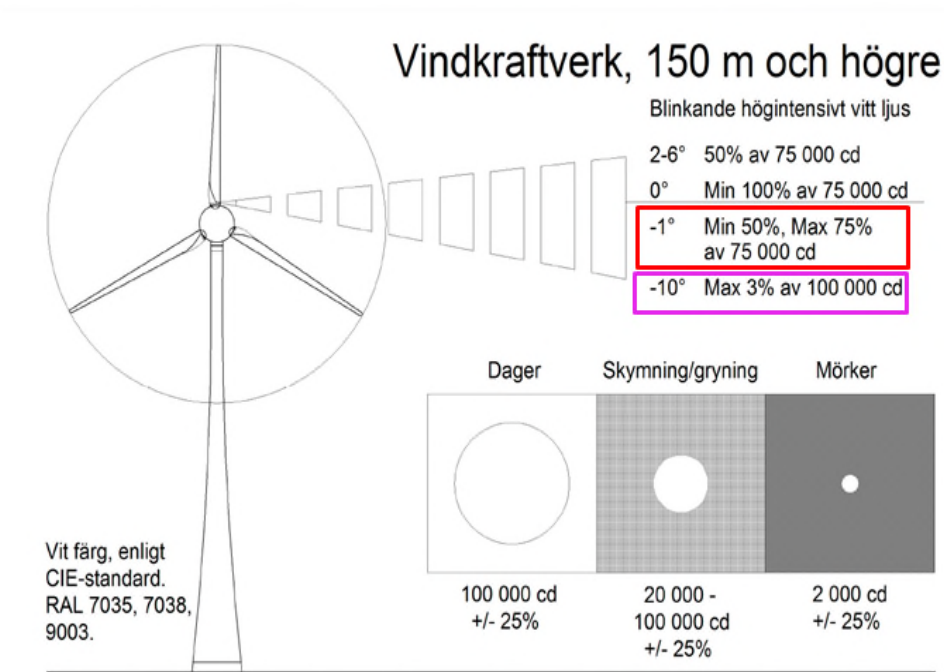 Vindkraftverk, 150 m och högre
Blinkande högintensivt vitt ljus
2-6° 50% av 75 000 cd
0° Min 100% av 75 000 cd
-1° Min 50%, Max 75%
av 75 000 cd
-10° Max 3% av 100 000 cd
Dager Skymning/gryning Mörker
100 000 cd
+/- 25%
20 000 -
100 000 cd
+/- 25%
2 000 cd
+/- 25%
Vit färg, enligt
CIE-standard.
RAL 7035, 7038,
9003.